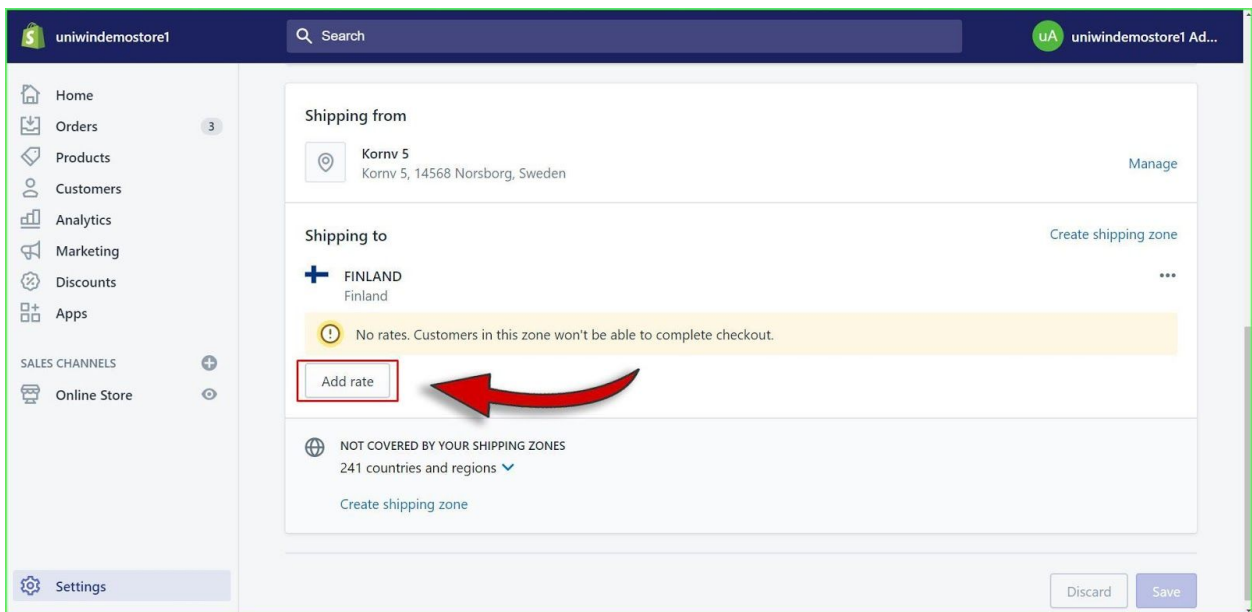 uniwindemostore1
Search
uA uniwindemostore1 Ad...
Home
Orders 3
Products
Customers
Analytics
Marketing
Discounts
Apps
SALES CHANNELS
Online Store
Settings
Shipping from
Kornv 5
Kornv 5, 14568 Norsborg, Sweden
Manage
Shipping to
Create shipping zone
FINLAND
Finland
No rates. Customers in this zone won't be able to complete checkout.
Add rate
NOT COVERED BY YOUR SHIPPING ZONES
241 countries and regions
Create shipping zone
Discard
Save